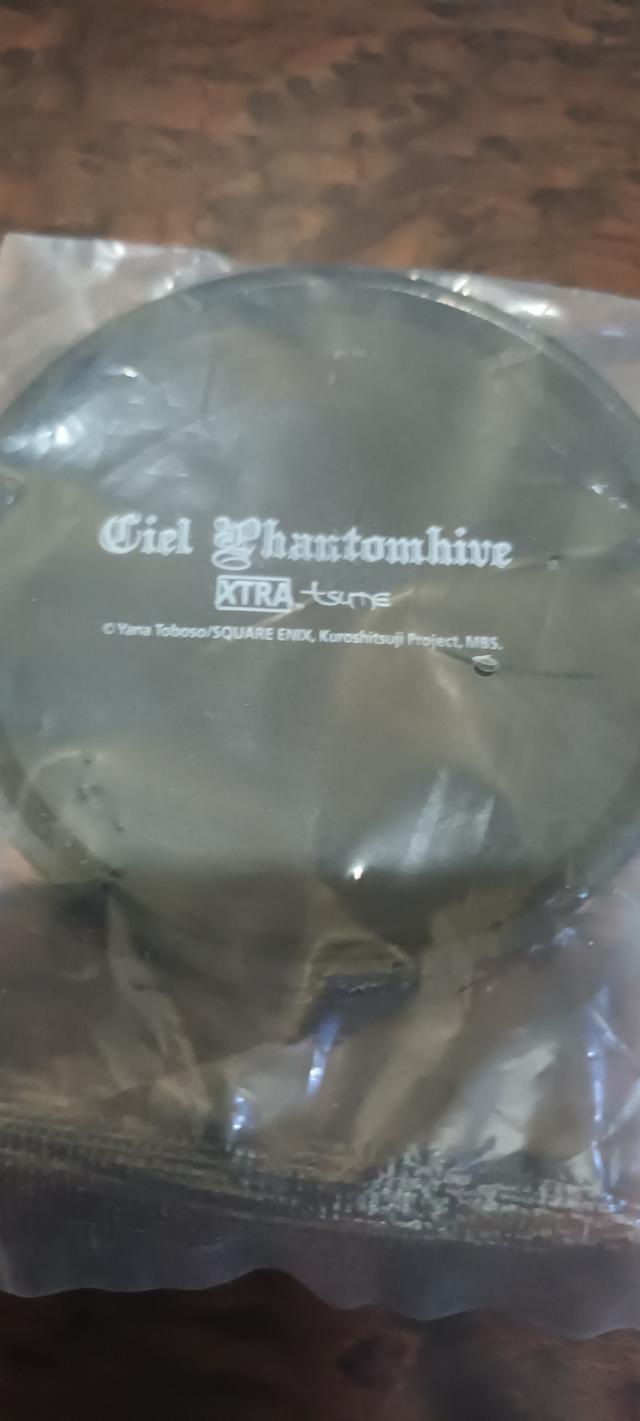 Ciel Phantomhive
XTRA tsume
©Yana Toboso/SQUARE ENIX, Kuroshitsuji Project, MBS.